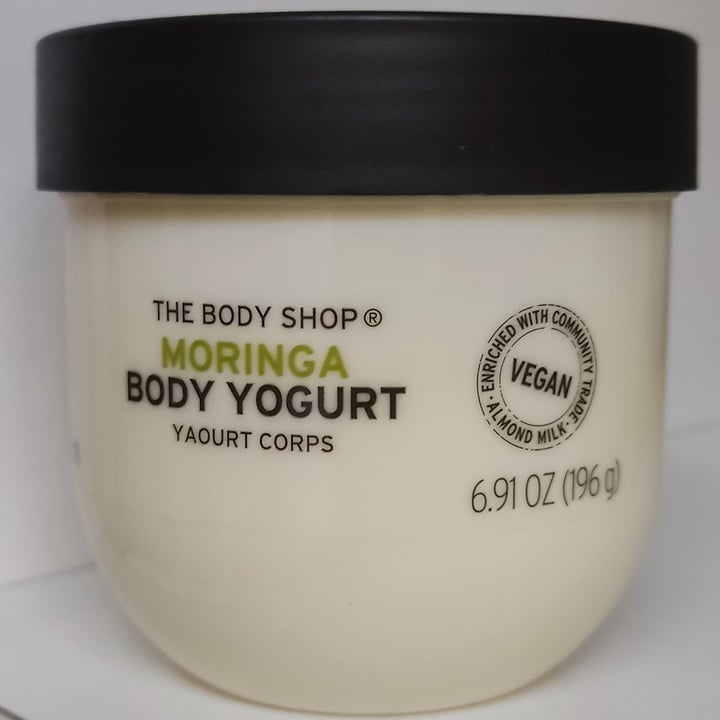 THE BODY SHOP®
MORINGA
BODY YOGURT
YAOURT CORPS
ENRICHED WITH COMMUNITY TRADE
· ALMOND MILK ·
VEGAN
6.91 OZ (196 g)